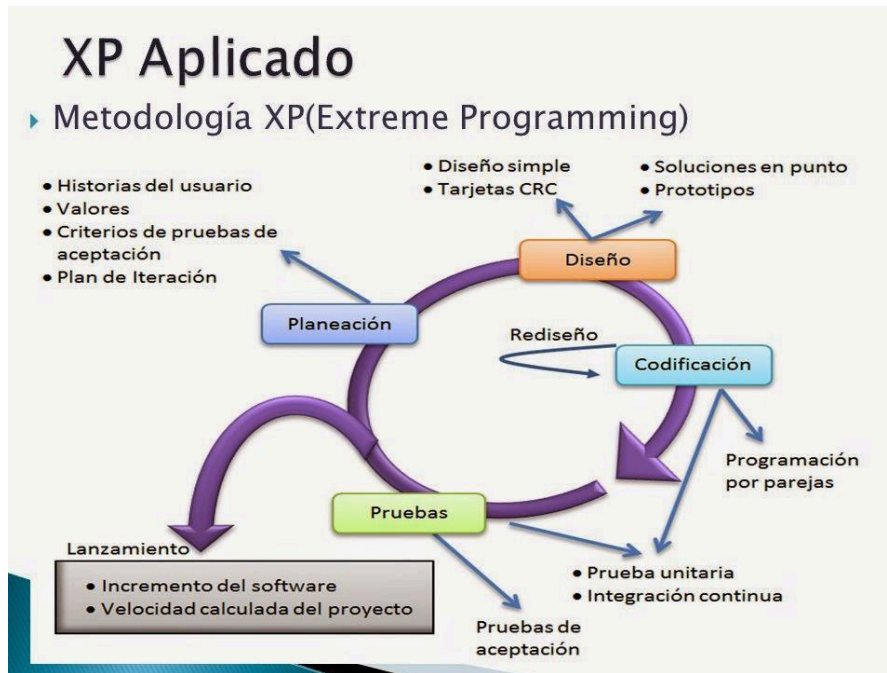 XP Aplicado
Metodología XP(Extreme Programming)
• Historias del usuario
• Valores
• Criterios de pruebas de
aceptación
• Plan de Iteración
• Diseño simple
• Tarjetas CRC
• Soluciones en punto
• Prototipos
Diseño
Planeación
Rediseño
Codificación
Programación
por parejas
Pruebas
Lanzamiento
• Incremento del software
• Velocidad calculada del proyecto
• Prueba unitaria
• Integración continua
Pruebas de
aceptación